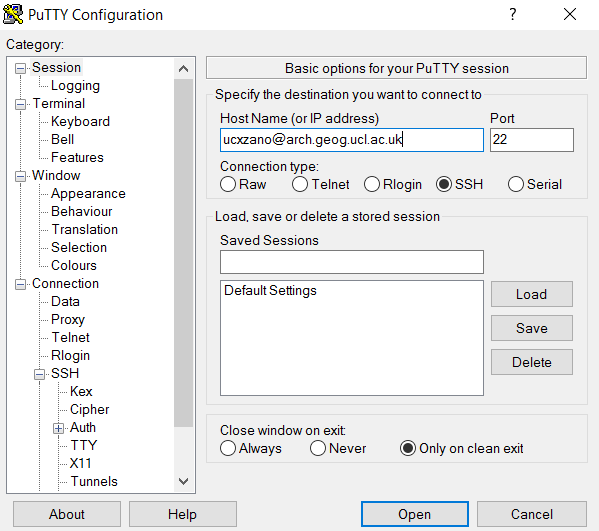 PuTTY Configuration ?
Category:
Session
Logging
Terminal
Keyboard
Bell
Features
Window
Appearance
Behaviour
Translation
Selection
Colours
Connection
Data
Proxy
Telnet
Rlogin
SSH
Kex
Cipher
Auth
TTY
X11
Tunnels
Basic options for your PuTTY session
Specify the destination you want to connect to
Host Name (or IP address) Port
ucxzano@arch.geog.ucl.ac.uk 22
Connection type:
Raw Telnet Rlogin SSH Serial
Load, save or delete a stored session
Saved Sessions
Default Settings
Load
Save
Delete
Close window on exit:
Always Never Only on clean exit
About Help Open Cancel